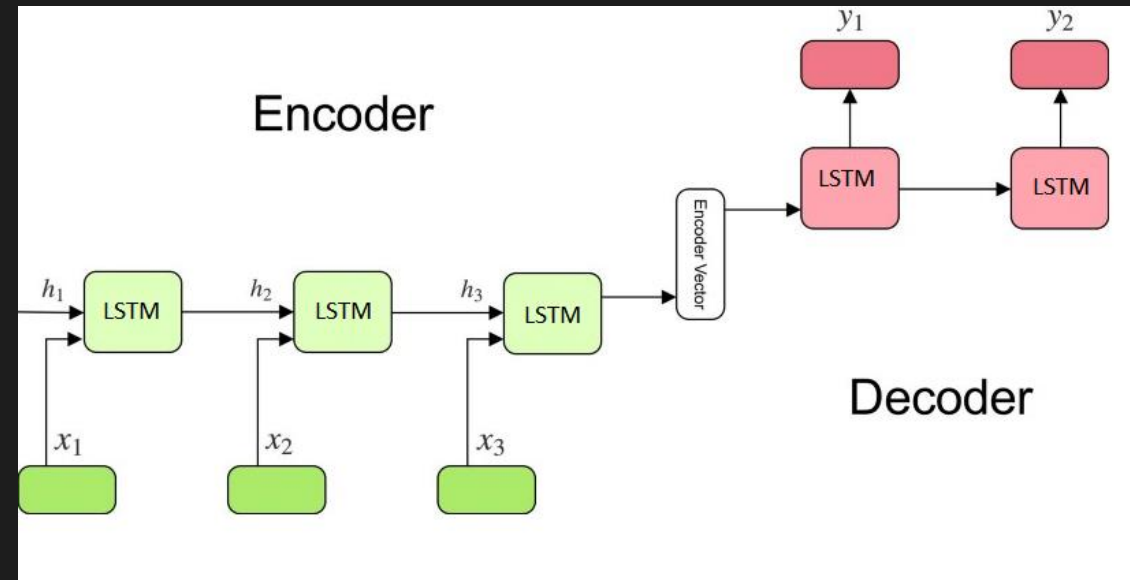 y1
y2
Encoder
LSTM
LSTM
Encoder Vector
h1
LSTM
h2
LSTM
h3
LSTM
Decoder
x1
x2
x3